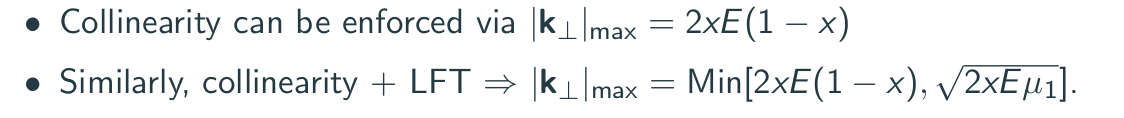 • Collinearity can be enforced via |k⊥|max = 2xE(1 − x)
• Similarly, collinearity + LFT ⇒ |k⊥|max = Min[2xE(1 − x), √(2xEμ₁)].